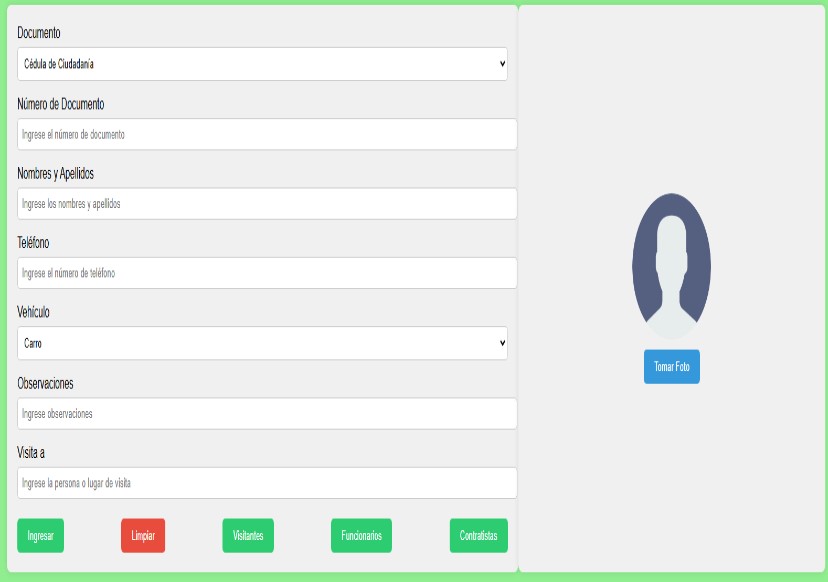 Documento
Cédula de Ciudadanía
Número de Documento
Ingrese el número de documento
Nombres y Apellidos
Ingrese los nombres y apellidos
Teléfono
Ingrese el número de teléfono
Vehículo
Carro
Observaciones
Ingrese observaciones
Visita a
Ingrese la persona o lugar de visita
Ingresar Limpiar Visitantes Funcionarios Contratistas
Tomar Foto